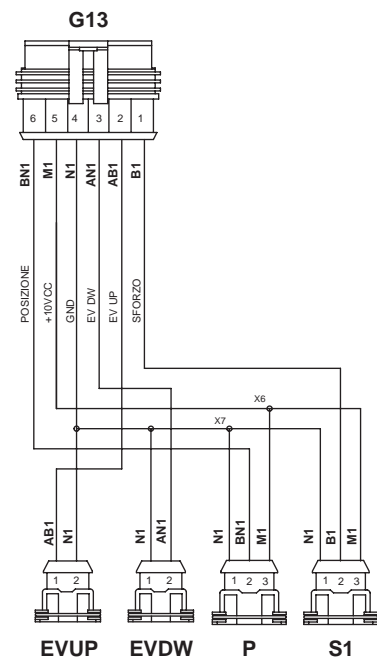 G13
6 5 4 3 2 1
BN1 M1 N1 AN1 AB1 B1
POSIZIONE +10VCC GND EV DW EV UP SFORZO
X6
X7
AB1 N1 N1 AN1 N1 BN1 M1 N1 B1 M1
1 2 1 2 1 2 3 1 2 3
EVUP EVDW P S1